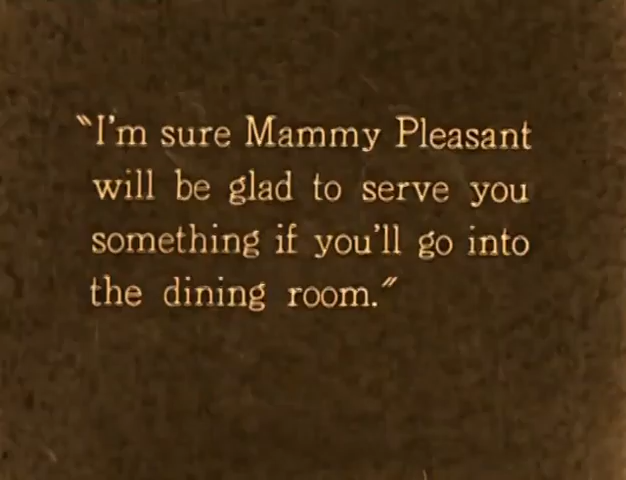 "I'm sure Mammy Pleasant
will be glad to serve you
something if you'll go into
the dining room."